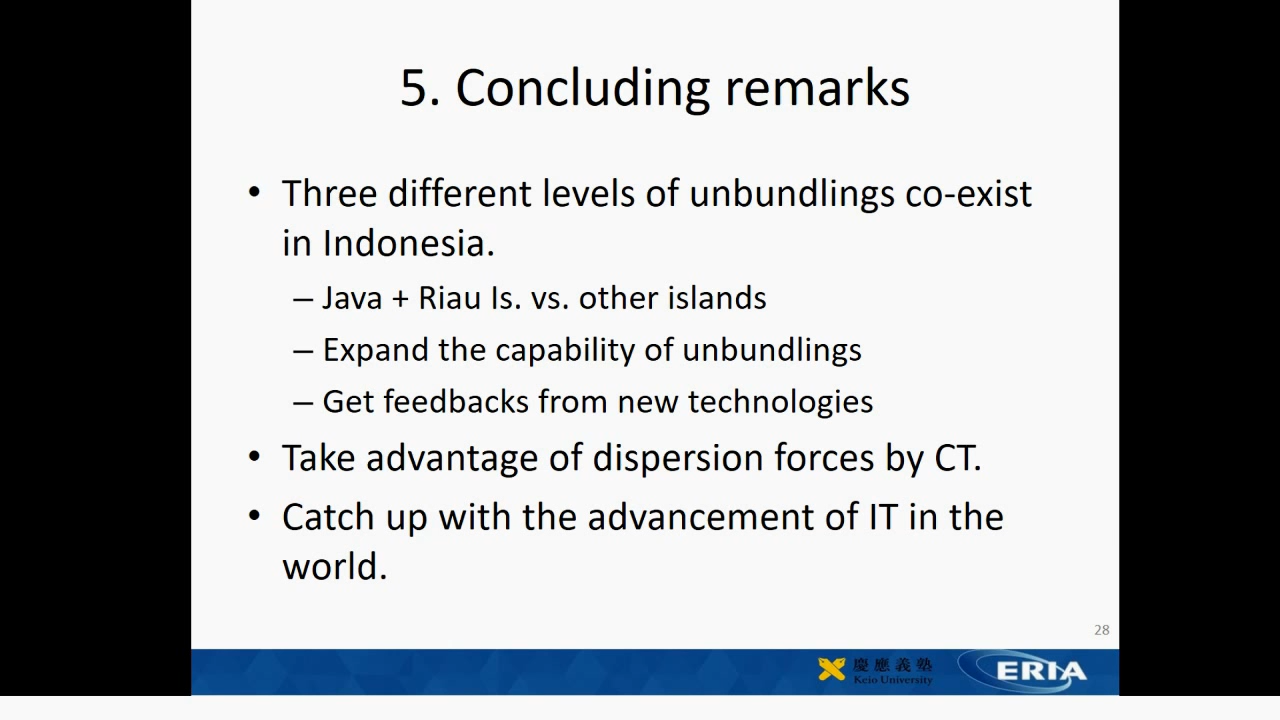 5. Concluding remarks
• Three different levels of unbundlings co-exist
in Indonesia.
– Java + Riau Is. vs. other islands
– Expand the capability of unbundlings
– Get feedbacks from new technologies
• Take advantage of dispersion forces by CT.
• Catch up with the advancement of IT in the
world.
28
慶應義塾
Keio University
ERIA